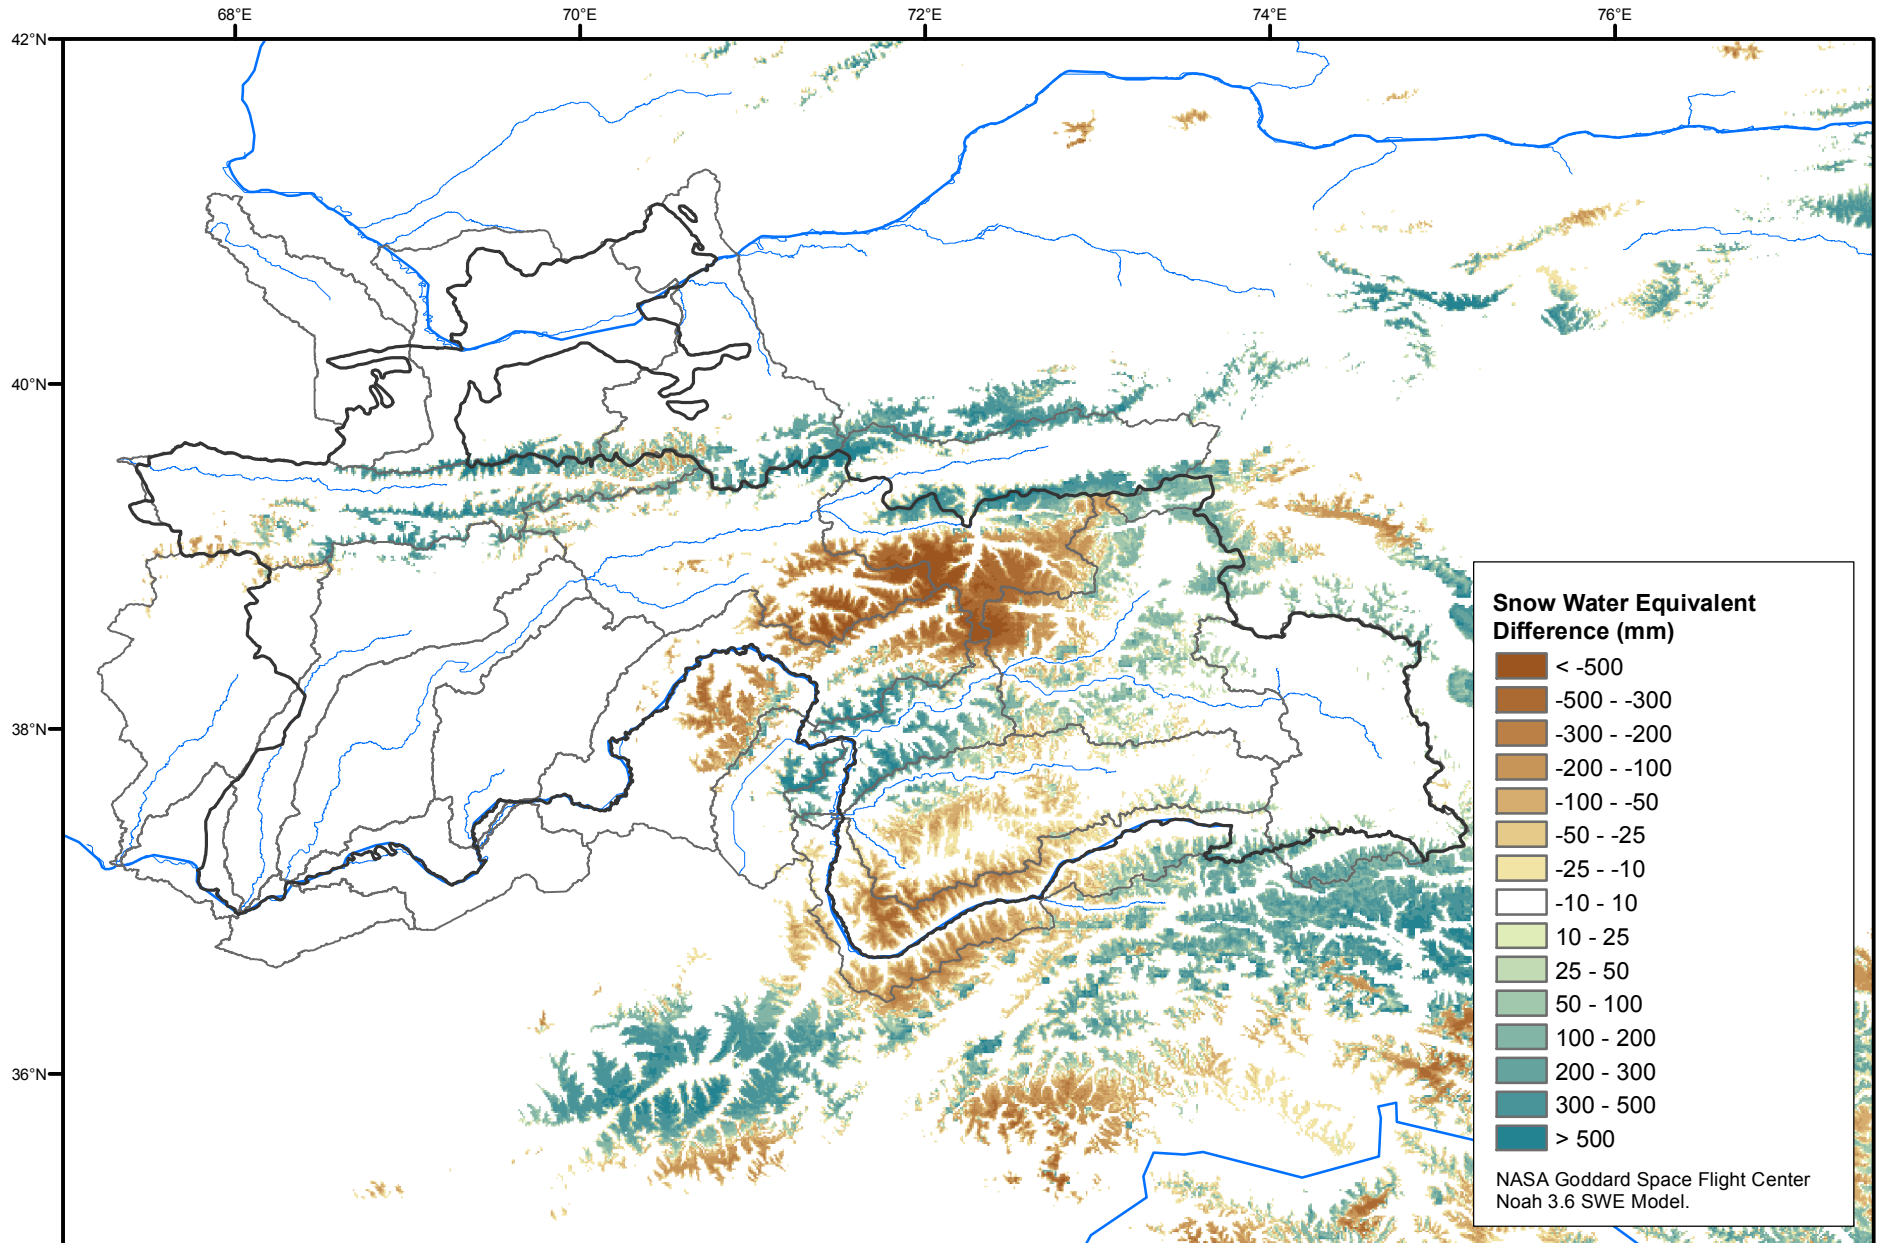 68°E 70°E 72°E 74°E 76°E
42°N
40°N
38°N
36°N
Snow Water Equivalent
Difference (mm)
< -500
-500 - -300
-300 - -200
-200 - -100
-100 - -50
-50 - -25
-25 - -10
-10 - 10
10 - 25
25 - 50
50 - 100
100 - 200
200 - 300
300 - 500
> 500
NASA Goddard Space Flight Center
Noah 3.6 SWE Model.